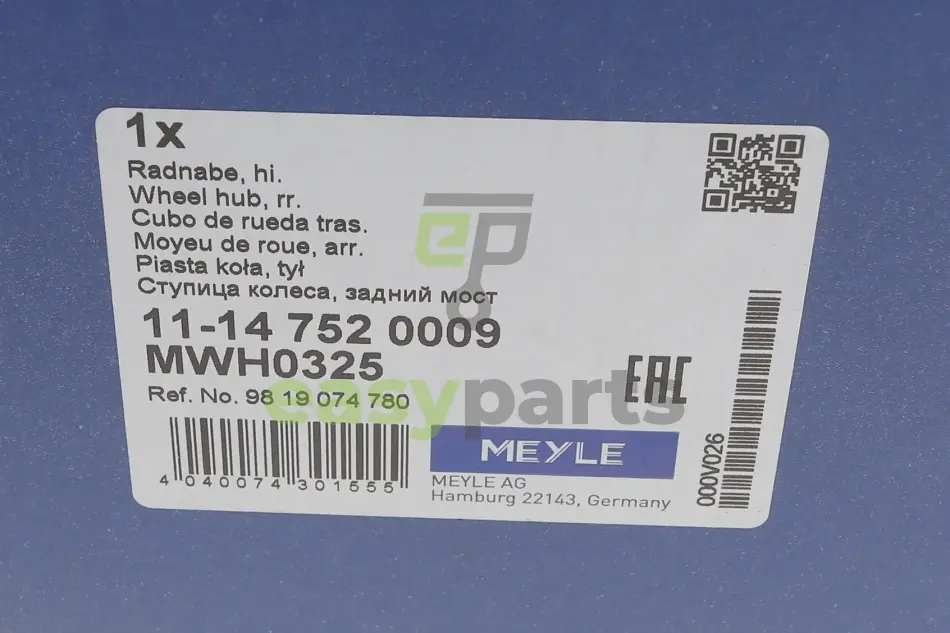 1x
Radnabe, hi.
Wheel hub, rr.
Cubo de rueda tras.
Moyeu de roue, arr.
Piasta koła, tył
Ступица колеса, задний мост
11-14 752 0009
MWH0325
Ref. No. 98 19 074 780
4 040074 301555
MEYLE
MEYLE AG
Hamburg 22143, Germany
EAC
000V026
ep
easyparts